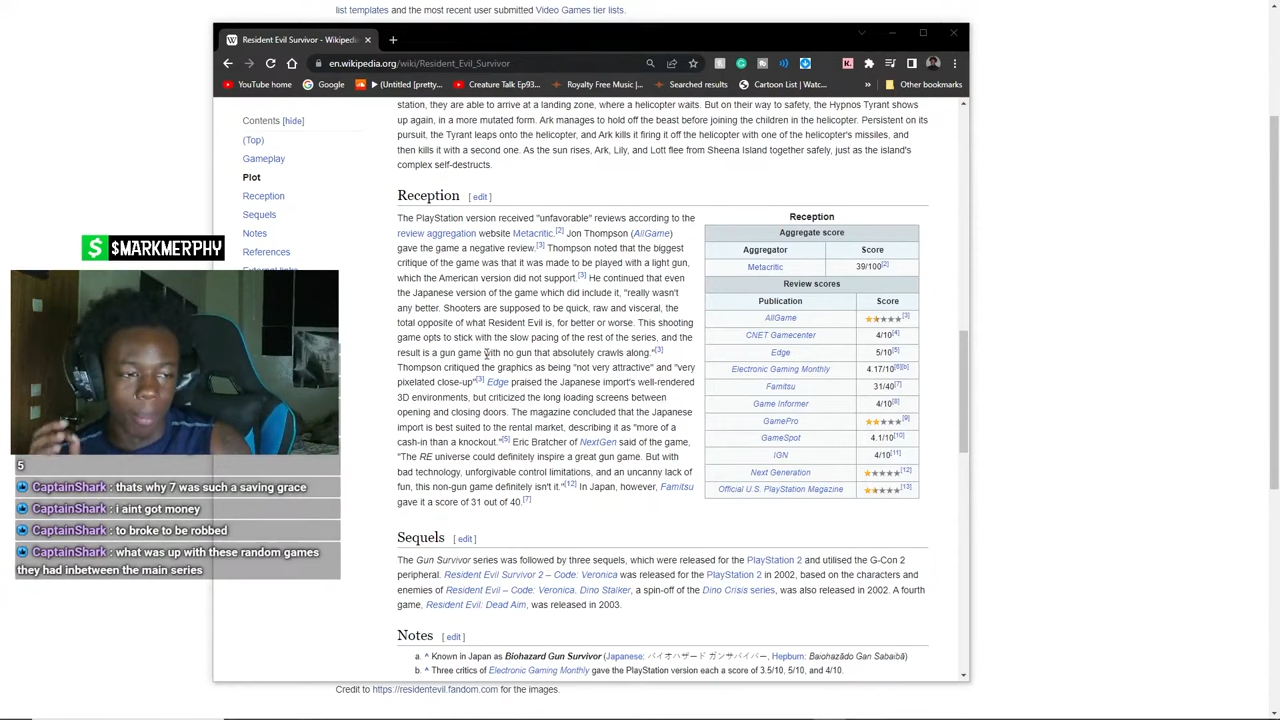 list templates and the most recent user submitted Video Games tier lists.
Resident Evil Survivor - Wikipedia
en.wikipedia.org/wiki/Resident_Evil_Survivor
YouTube home
Google
(Untitled [pretty...
Creature Talk Ep93...
Royalty Free Music |...
Searched results
Cartoon List | Watc...
»
Other bookmarks
Contents [hide]
(Top)
Gameplay
Plot
Reception
Sequels
Notes
References
station, they are able to arrive at a landing zone, where a helicopter waits. But on their way to safety, the Hypnos Tyrant shows
up again, in a more mutated form. Ark manages to hold off the beast before joining the children in the helicopter. Persistent on its
pursuit, the Tyrant leaps onto the helicopter, and Ark kills it firing it off the helicopter with one of the helicopter's missiles, and
then kills it with a second one. As the sun rises, Ark, Lily, and Lott flee from Sheena Island together safely, just as the island's
complex self-destructs.
Reception [ edit ]
The PlayStation version received "unfavorable" reviews according to the
review aggregation website Metacritic.[2] Jon Thompson (AllGame)
gave the game a negative review.[3] Thompson noted that the biggest
critique of the game was that it was made to be played with a light gun,
which the American version did not support.[3] He continued that even
the Japanese version of the game which did include it, "really wasn't
any better. Shooters are supposed to be quick, raw and visceral, the
total opposite of what Resident Evil is, for better or worse. This shooting
game opts to stick with the slow pacing of the rest of the series, and the
result is a gun game with no gun that absolutely crawls along."[3]
Thompson critiqued the graphics as being "not very attractive" and "very
pixelated close-up"[3] Edge praised the Japanese import's well-rendered
3D environments, but criticized the long loading screens between
opening and closing doors. The magazine concluded that the Japanese
import is best suited to the rental market, describing it as "more of a
cash-in than a knockout."[5] Eric Bratcher of NextGen said of the game,
"The RE universe could definitely inspire a great gun game. But with
bad technology, unforgivable control limitations, and an uncanny lack of
fun, this non-gun game definitely isn't it."[12] In Japan, however, Famitsu
gave it a score of 31 out of 40.[7]
Reception
Aggregate score
Aggregator Score
Metacritic 39/100[2]
Review scores
Publication Score
AllGame [3]
CNET Gamecenter 4/10[4]
Edge 5/10[5]
Electronic Gaming Monthly 4.17/10[6][b]
Famitsu 31/40[7]
Game Informer 4/10[8]
GamePro [9]
GameSpot 4.1/10[10]
IGN 4/10[11]
Next Generation [12]
Official U.S. PlayStation Magazine [13]
Sequels [ edit ]
The Gun Survivor series was followed by three sequels, which were released for the PlayStation 2 and utilised the G-Con 2
peripheral. Resident Evil Survivor 2 – Code: Veronica was released for the PlayStation 2 in 2002, based on the characters and
enemies of Resident Evil – Code: Veronica. Dino Stalker, a spin-off of the Dino Crisis series, was also released in 2002. A fourth
game, Resident Evil: Dead Aim, was released in 2003.
Notes [ edit ]
a. ^ Known in Japan as Biohazard Gun Survivor (Japanese: バイオハザード ガンサバイバー, Hepburn: Baiohazādo Gan Sabaibā)
b. ^ Three critics of Electronic Gaming Monthly gave the PlayStation version each a score of 3.5/10, 5/10, and 4/10.
Credit to https://residentevil.fandom.com for the images.
$ $MARKMERPHY
5
CaptainShark : thats why 7 was such a saving grace
CaptainShark : i aint got money
CaptainShark : to broke to be robbed
CaptainShark : what was up with these random games
they had inbetween the main series